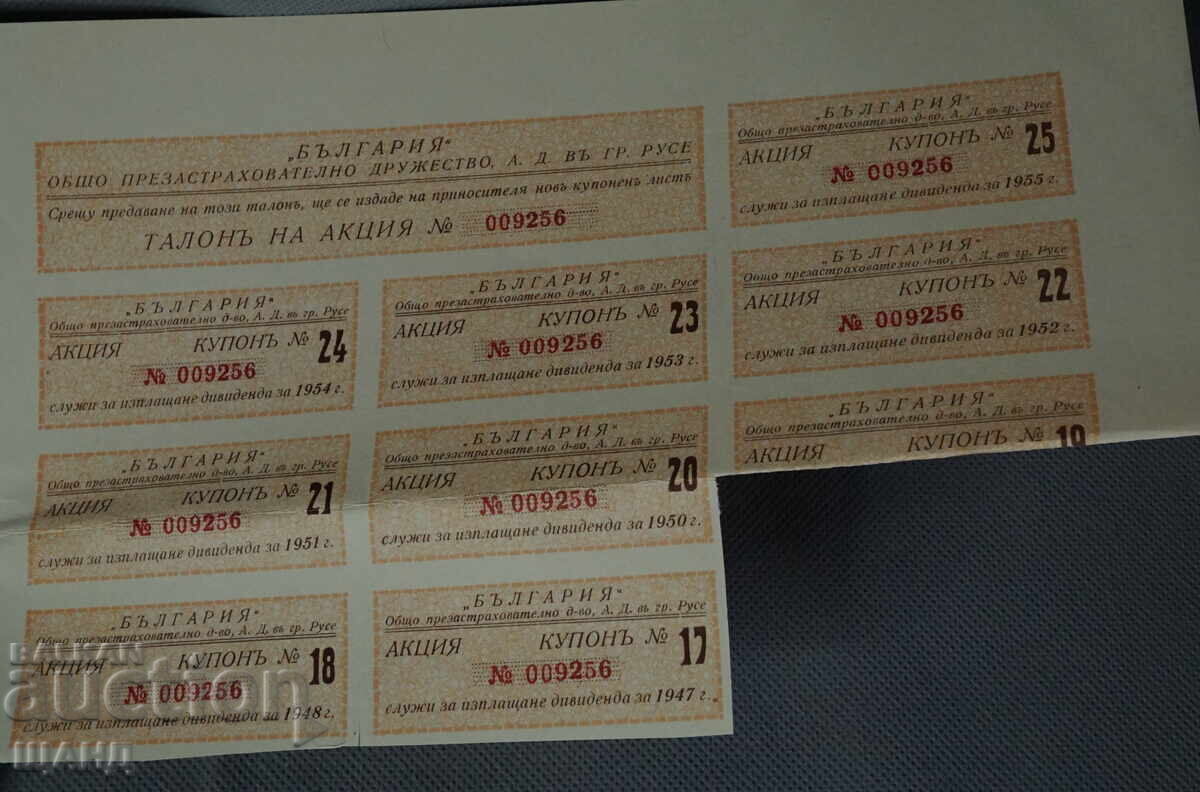 „БЪЛГАРИЯ“
ОБЩО ПРЕЗАСТРАХОВАТЕЛНО ДРУЖЕСТВО, А. Д. ВЪ ГР. РУСЕ
Срещу предаване на този талонъ, ще се издаде на приносителя новъ купоненъ листъ
ТАЛОНЪ НА АКЦИЯ № 009256
„БЪЛГАРИЯ“
Общо презастрахователно д-во, А. Д. въ гр. Русе
АКЦИЯ КУПОНЪ № 25
№ 009256
служи за изплащане дивидента за 1955 г.
„БЪЛГАРИЯ“
Общо презастрахователно д-во, А. Д. въ гр. Русе
АКЦИЯ КУПОНЪ № 24
№ 009256
служи за изплащане дивиденда за 1954 г.
„БЪЛГАРИЯ“
Общо презастрахователно д-во, А. Д. въ гр. Русе
АКЦИЯ КУПОНЪ № 23
№ 009256
служи за изплащане дивиденда за 1953 г.
„БЪЛГАРИЯ“
Общо презастрахователно д-во, А. Д. въ гр. Русе
АКЦИЯ КУПОНЪ № 22
№ 009256
служи за изплащане дивиденда за 1952 г.
„БЪЛГАРИЯ“
Общо презастрахователно д-во, А. Д. въ гр. Русе
АКЦИЯ КУПОНЪ № 21
№ 009256
служи за изплащане дивиденда за 1951 г.
„БЪЛГАРИЯ“
Общо презастрахователно д-во, А. Д. въ гр. Русе
АКЦИЯ КУПОНЪ № 20
№ 009256
служи за изплащане дивиденда за 1950 г.
„БЪЛГАРИЯ“
Общо презастрахователно д-во, А. Д. въ гр. Русе
АКЦИЯ КУПОНЪ № 19
„БЪЛГАРИЯ“
Общо презастрахователно д-во, А. Д. въ гр. Русе
АКЦИЯ КУПОНЪ № 18
№ 009256
служи за изплащане дивиденда за 1948 г.
„БЪЛГАРИЯ“
Общо презастрахователно д-во, А. Д. въ гр. Русе
АКЦИЯ КУПОНЪ № 17
№ 009256
служи за изплащане дивиденда за 1947 г.
BALKAN
auction
ЩАНД